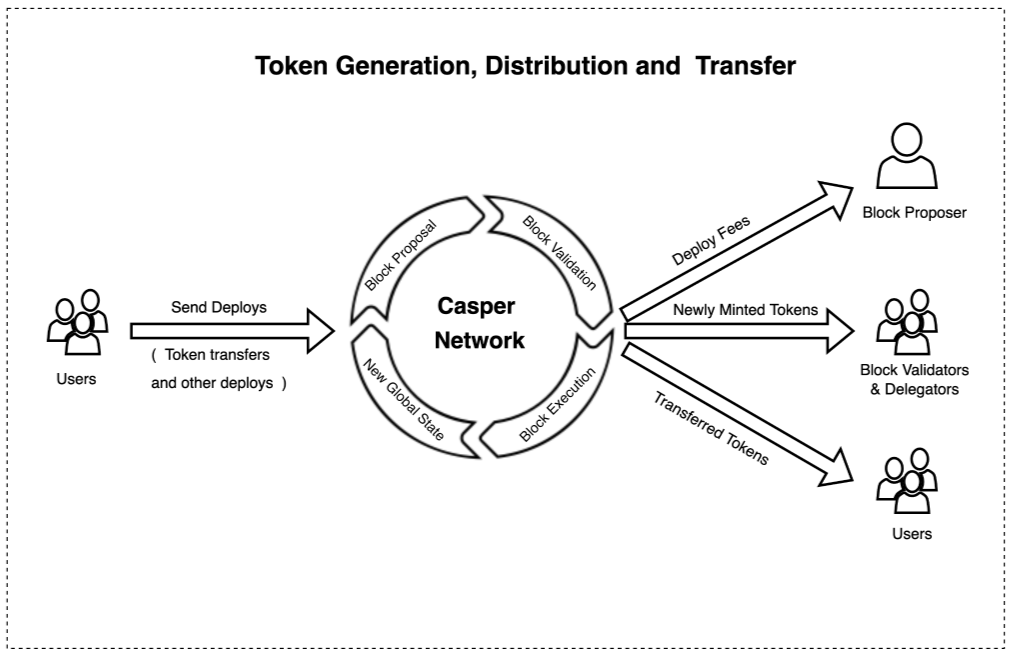 Token Generation, Distribution and Transfer
Users
Send Deploys
( Token transfers
and other deploys )
Block Proposal
Block Validation
Block Execution
New Global State
Casper
Network
Deploy Fees
Block Proposer
Newly Minted Tokens
Block Validators
& Delegators
Transferred Tokens
Users